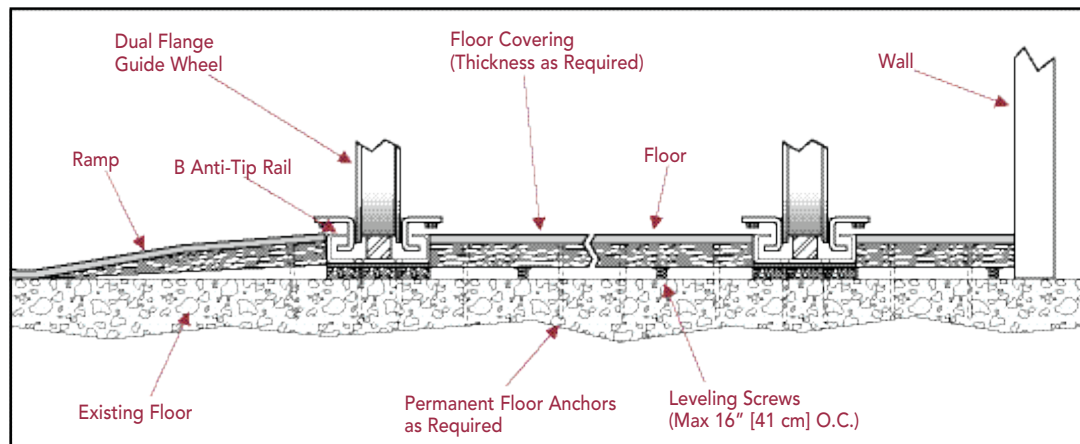 Dual Flange
Guide Wheel
Floor Covering
(Thickness as Required)
Wall
Ramp
B Anti-Tip Rail
Floor
Existing Floor
Permanent Floor Anchors
as Required
Leveling Screws
(Max 16” [41 cm] O.C.)